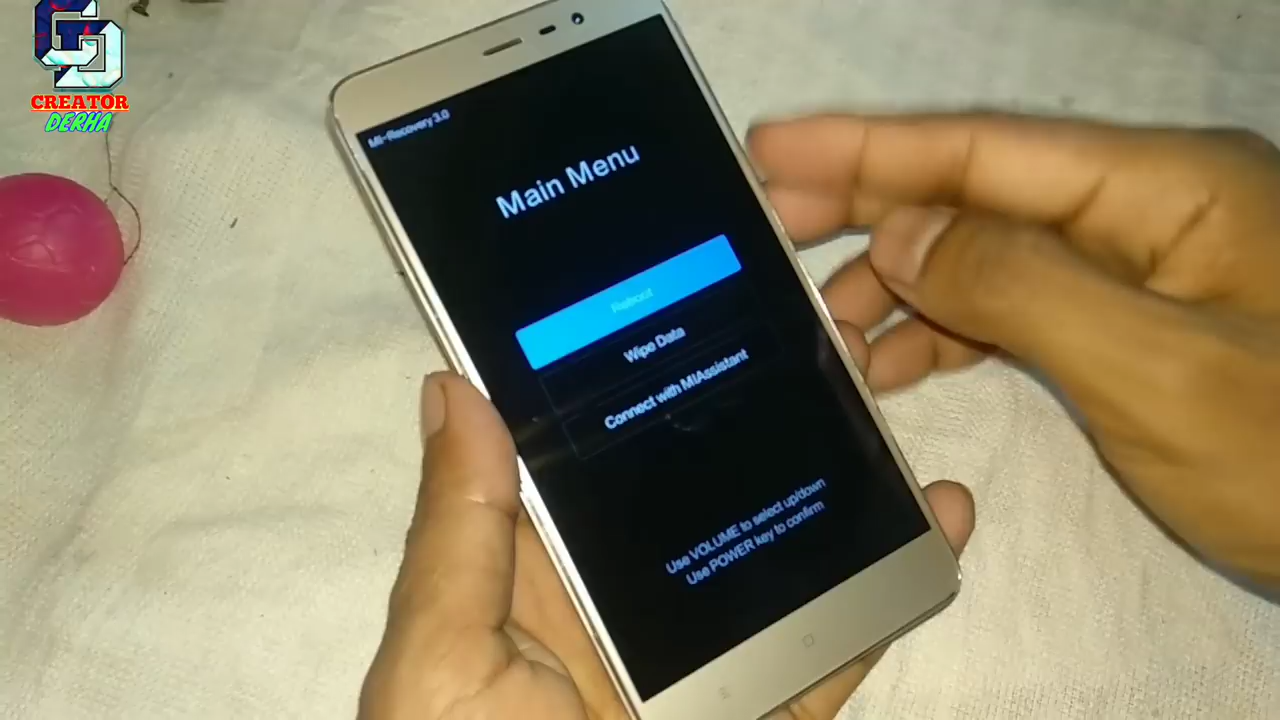 CREATOR
DERHA
Mi-Recovery 3.0
Main Menu
Reboot
Wipe Data
Connect with MIAssistant
Use VOLUME to select up/down
Use POWER key to confirm